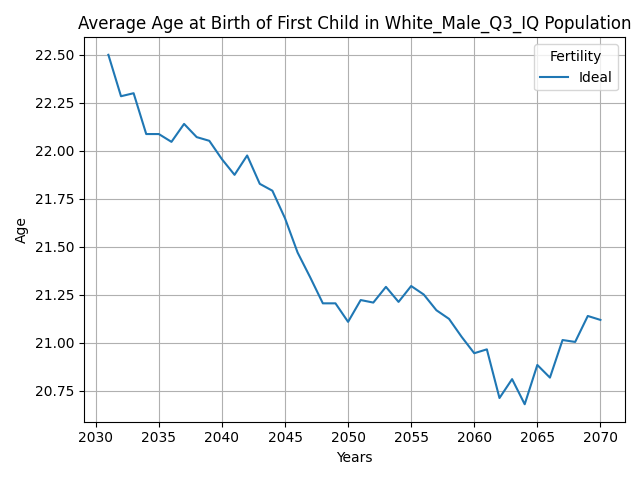 Average Age at Birth of First Child in White_Male_Q3_IQ Population
Fertility
Ideal
22.50
22.25
22.00
21.75
21.50
21.25
21.00
20.75
Age
2030 2035 2040 2045 2050 2055 2060 2065 2070
Years